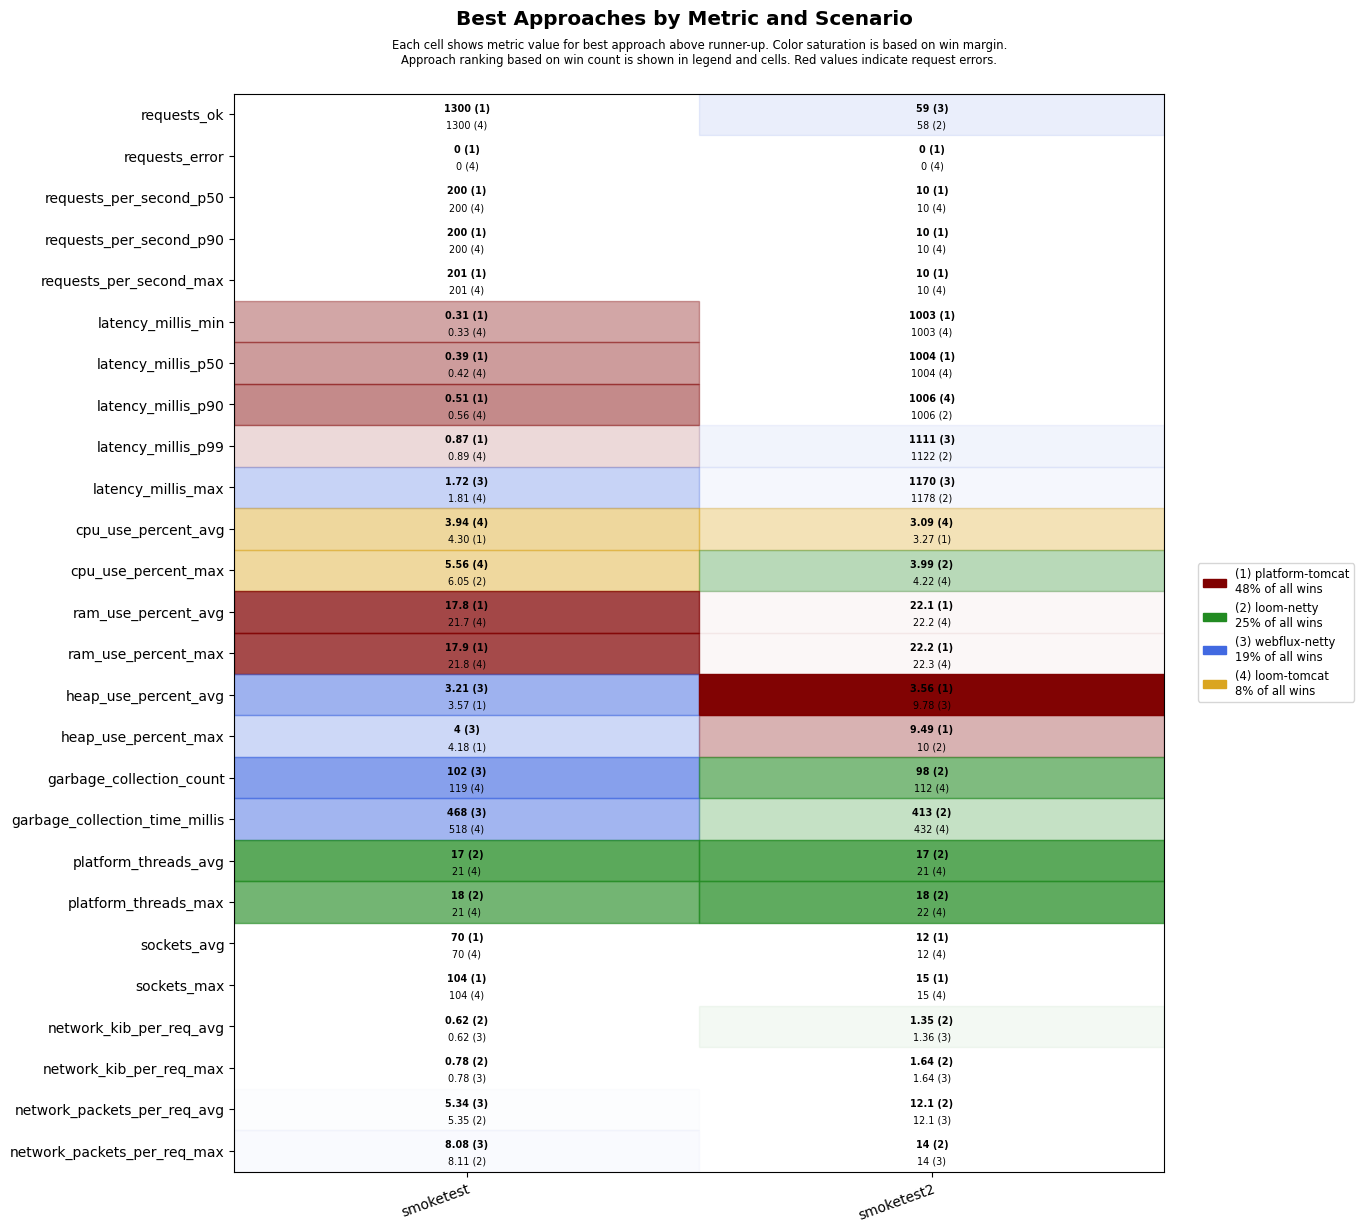 Best Approaches by Metric and Scenario
Each cell shows metric value for best approach above runner-up. Color saturation is based on win margin.
Approach ranking based on win count is shown in legend and cells. Red values indicate request errors.
requests_ok
1300 (1)
1300 (4)
59 (3)
58 (2)
requests_error
0 (1)
0 (4)
0 (1)
0 (4)
requests_per_second_p50
200 (1)
200 (4)
10 (1)
10 (4)
requests_per_second_p90
200 (1)
200 (4)
10 (1)
10 (4)
requests_per_second_max
201 (1)
201 (4)
10 (1)
10 (4)
latency_millis_min
0.31 (1)
0.33 (4)
1003 (1)
1003 (4)
latency_millis_p50
0.39 (1)
0.42 (4)
1004 (1)
1004 (4)
latency_millis_p90
0.51 (1)
0.56 (4)
1006 (4)
1006 (2)
latency_millis_p99
0.87 (1)
0.89 (4)
1111 (3)
1122 (2)
latency_millis_max
1.72 (3)
1.81 (4)
1170 (3)
1178 (2)
cpu_use_percent_avg
3.94 (4)
4.30 (1)
3.09 (4)
3.27 (1)
cpu_use_percent_max
5.56 (4)
6.05 (2)
3.99 (2)
4.22 (4)
ram_use_percent_avg
17.8 (1)
21.7 (4)
22.1 (1)
22.2 (4)
ram_use_percent_max
17.9 (1)
21.8 (4)
22.2 (1)
22.3 (4)
heap_use_percent_avg
3.21 (3)
3.57 (1)
3.56 (1)
9.78 (3)
heap_use_percent_max
4 (3)
4.18 (1)
9.49 (1)
10 (2)
garbage_collection_count
102 (3)
119 (4)
98 (2)
112 (4)
garbage_collection_time_millis
468 (3)
518 (4)
413 (2)
432 (4)
platform_threads_avg
17 (2)
21 (4)
17 (2)
21 (4)
platform_threads_max
18 (2)
21 (4)
18 (2)
22 (4)
sockets_avg
70 (1)
70 (4)
12 (1)
12 (4)
sockets_max
104 (1)
104 (4)
15 (1)
15 (4)
network_kib_per_req_avg
0.62 (2)
0.62 (3)
1.35 (2)
1.36 (3)
network_kib_per_req_max
0.78 (2)
0.78 (3)
1.64 (2)
1.64 (3)
network_packets_per_req_avg
5.34 (3)
5.35 (2)
12.1 (2)
12.1 (3)
network_packets_per_req_max
8.08 (3)
8.11 (2)
14 (2)
14 (3)
smoketest
smoketest2
(1) platform-tomcat
48% of all wins
(2) loom-netty
25% of all wins
(3) webflux-netty
19% of all wins
(4) loom-tomcat
8% of all wins